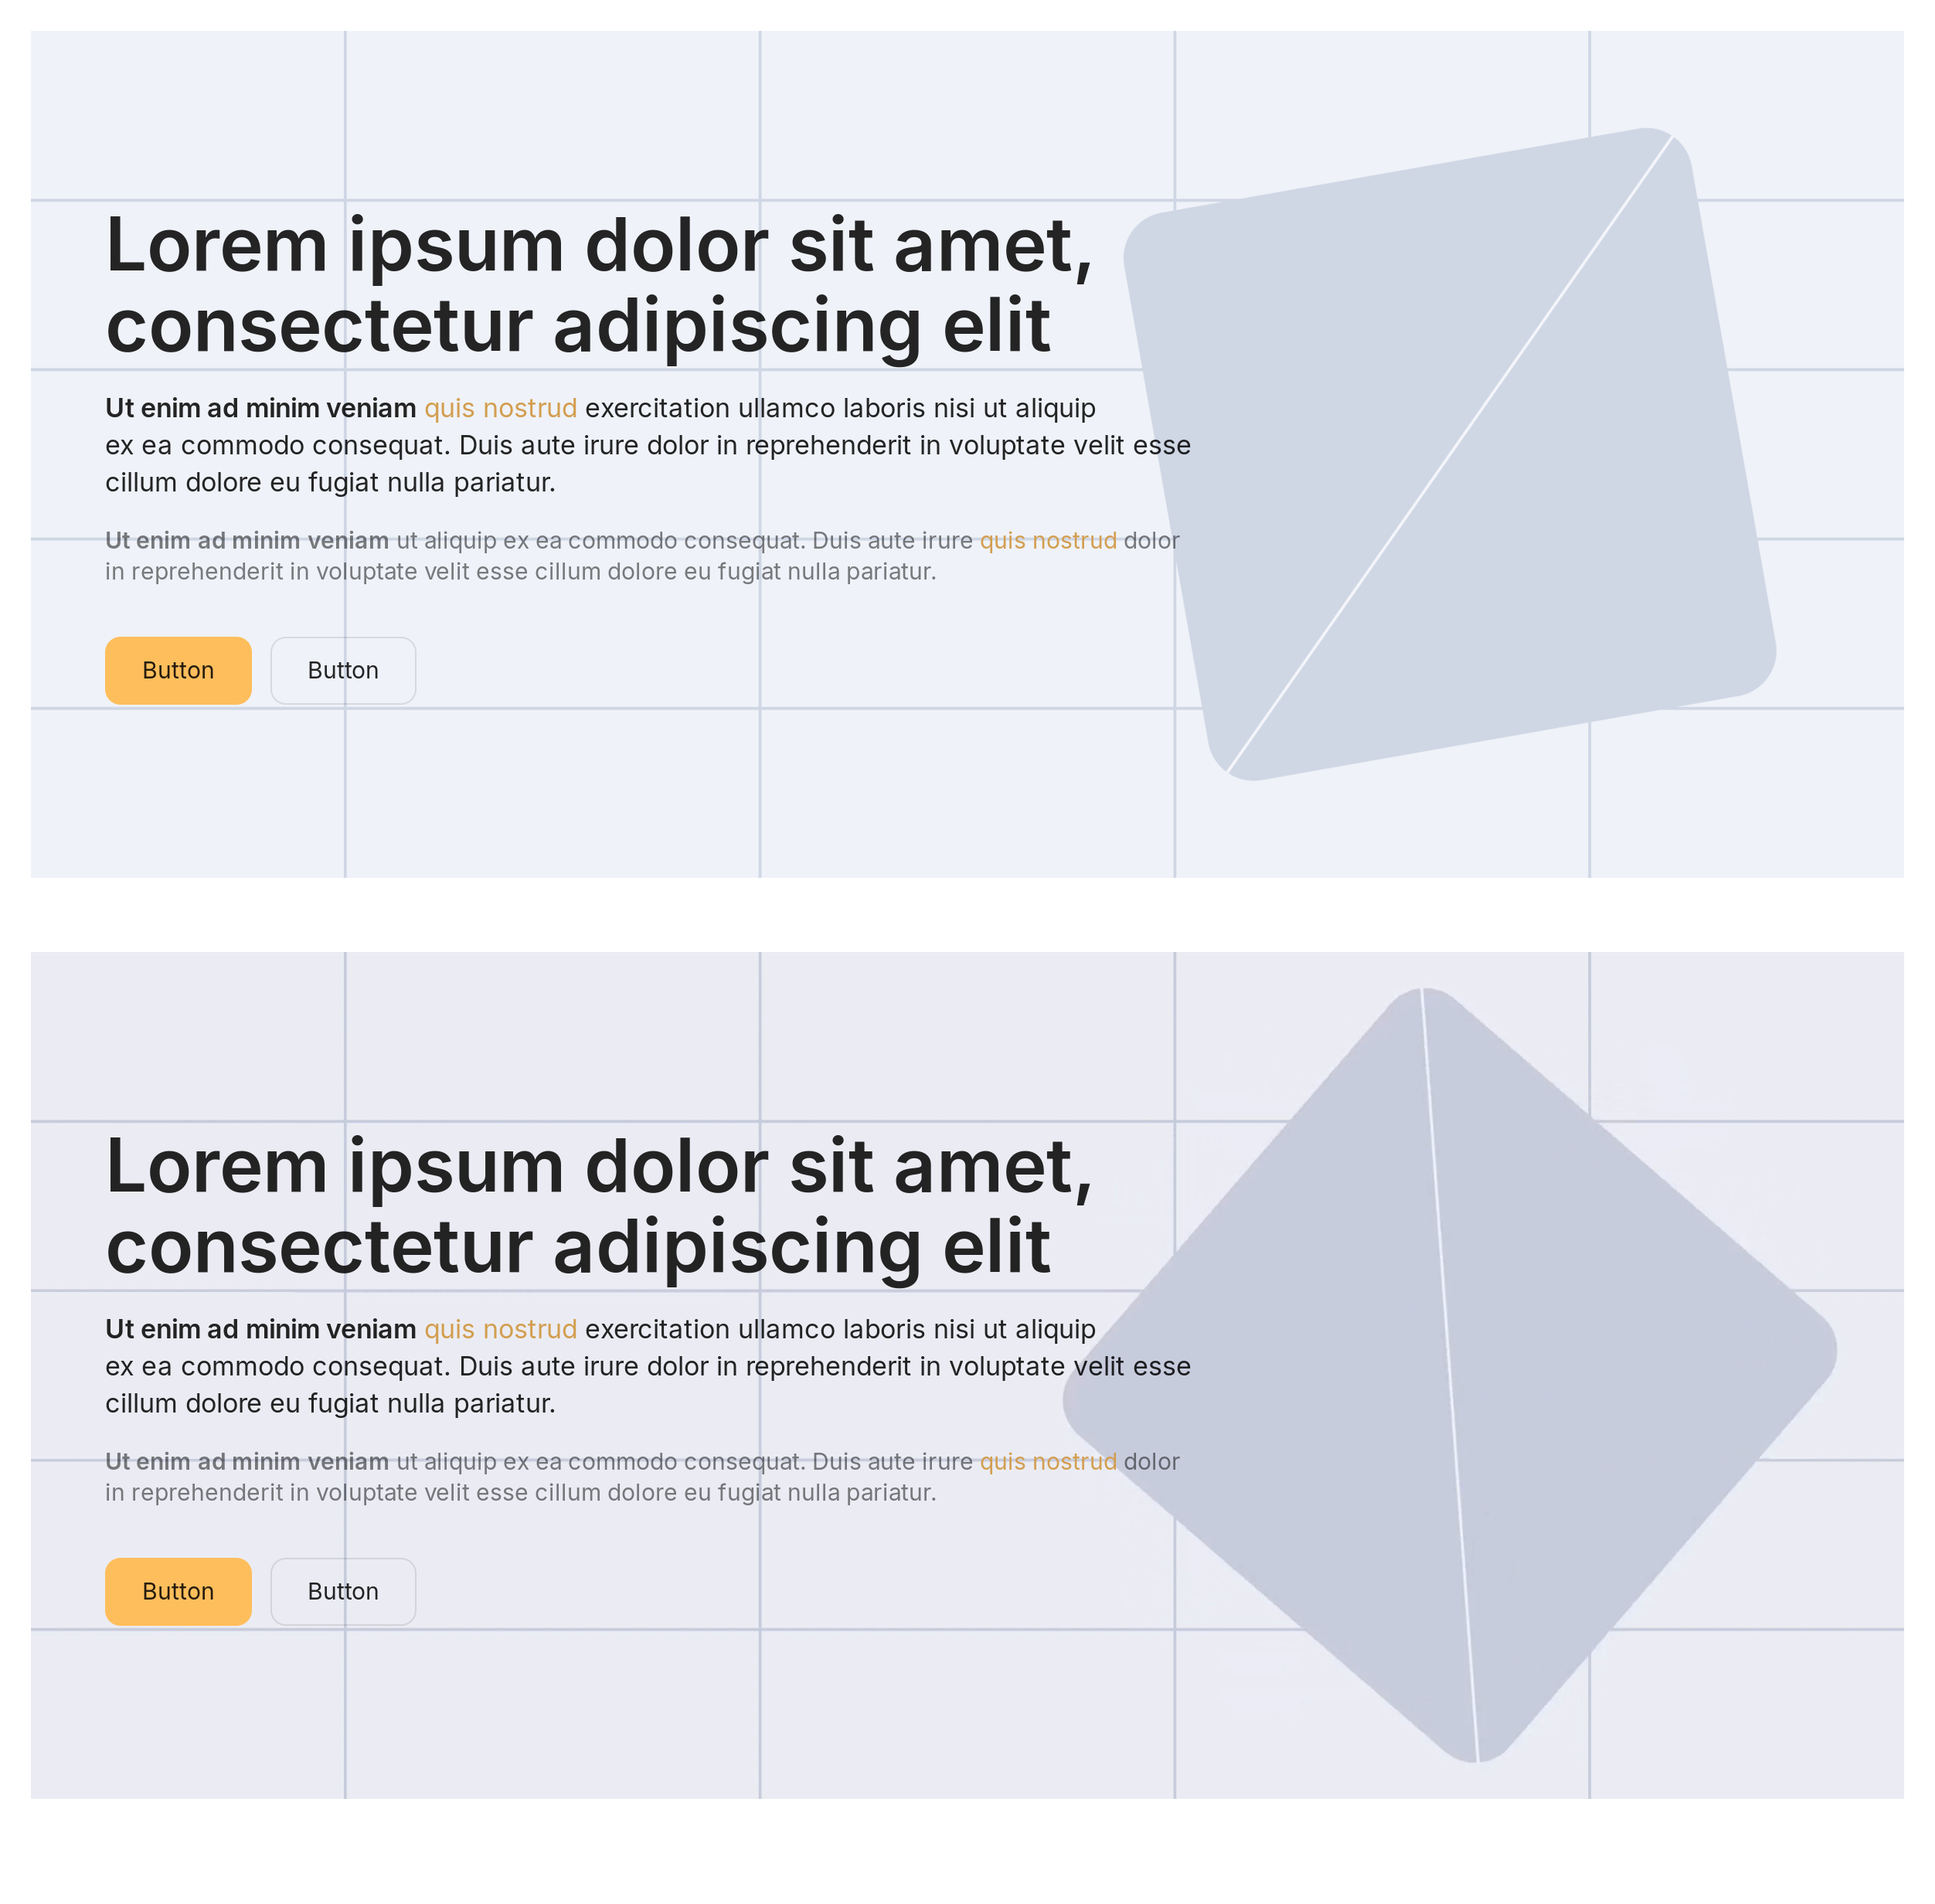 Lorem ipsum dolor sit amet,
consectetur adipiscing elit
Ut enim ad minim veniam quis nostrud exercitation ullamco laboris nisi ut aliquip
ex ea commodo consequat. Duis aute irure dolor in reprehenderit in voluptate velit esse
cillum dolore eu fugiat nulla pariatur.
Ut enim ad minim veniam ut aliquip ex ea commodo consequat. Duis aute irure quis nostrud dolor
in reprehenderit in voluptate velit esse cillum dolore eu fugiat nulla pariatur.
Button Button
Lorem ipsum dolor sit amet,
consectetur adipiscing elit
Ut enim ad minim veniam quis nostrud exercitation ullamco laboris nisi ut aliquip
ex ea commodo consequat. Duis aute irure dolor in reprehenderit in voluptate velit esse
cillum dolore eu fugiat nulla pariatur.
Ut enim ad minim veniam ut aliquip ex ea commodo consequat. Duis aute irure quis nostrud dolor
in reprehenderit in voluptate velit esse cillum dolore eu fugiat nulla pariatur.
Button Button